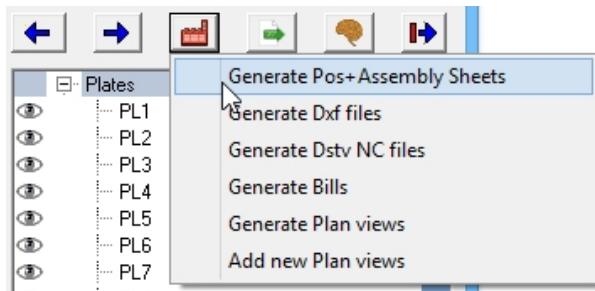 Plates
PL1
PL2
PL3
PL4
PL5
PL6
PL7
Generate Pos+Assembly Sheets
Generate Dxf files
Generate Dstv NC files
Generate Bills
Generate Plan views
Add new Plan views